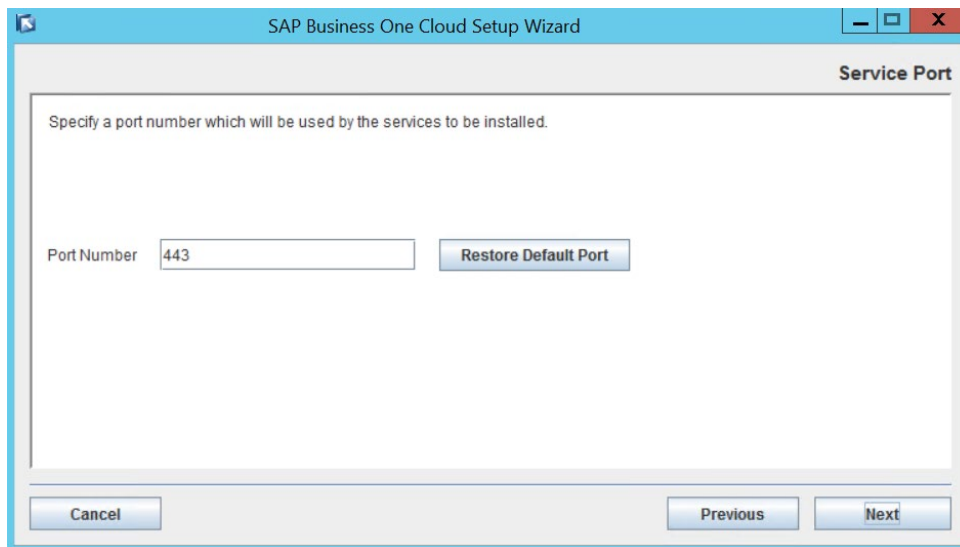 SAP Business One Cloud Setup Wizard
Service Port
Specify a port number which will be used by the services to be installed.
Port Number 443 Restore Default Port
Cancel Previous Next